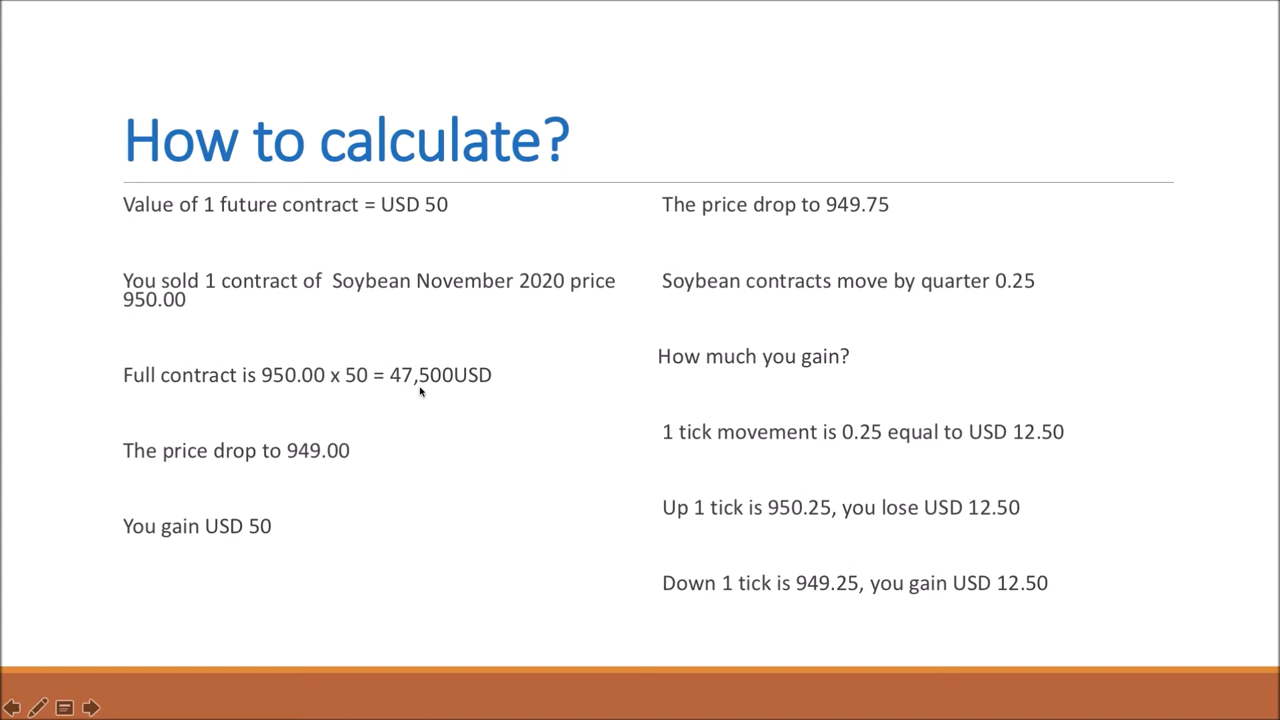 How to calculate?
Value of 1 future contract = USD 50
You sold 1 contract of  Soybean November 2020 price
950.00
Full contract is 950.00 x 50 = 47,500USD
The price drop to 949.00
You gain USD 50
The price drop to 949.75
Soybean contracts move by quarter 0.25
How much you gain?
1 tick movement is 0.25 equal to USD 12.50
Up 1 tick is 950.25, you lose USD 12.50
Down 1 tick is 949.25, you gain USD 12.50